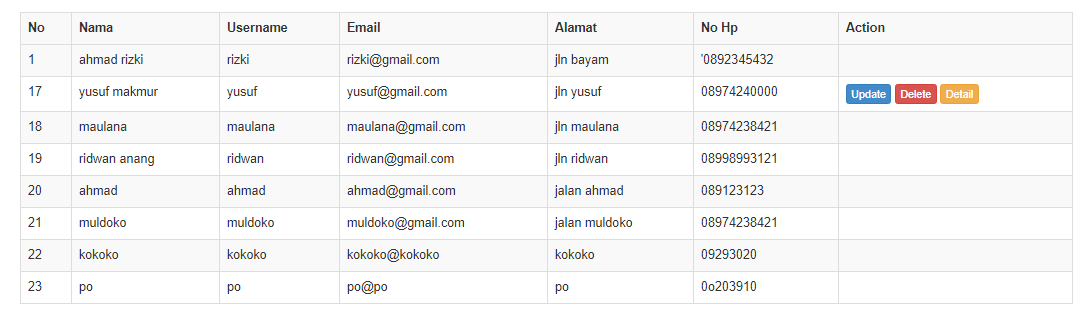 No Nama Username Email Alamat No Hp Action
1 ahmad rizki rizki rizki@gmail.com jln bayam '0892345432
17 yusuf makmur yusuf yusuf@gmail.com jln yusuf 08974240000 Update Delete Detail
18 maulana maulana maulana@gmail.com jln maulana 08974238421
19 ridwan anang ridwan ridwan@gmail.com jln ridwan 08998993121
20 ahmad ahmad ahmad@gmail.com jalan ahmad 089123123
21 muldoko muldoko muldoko@gmail.com jalan muldoko 08974238421
22 kokoko kokoko kokoko@kokoko kokoko 09293020
23 po po po@po po 0o203910